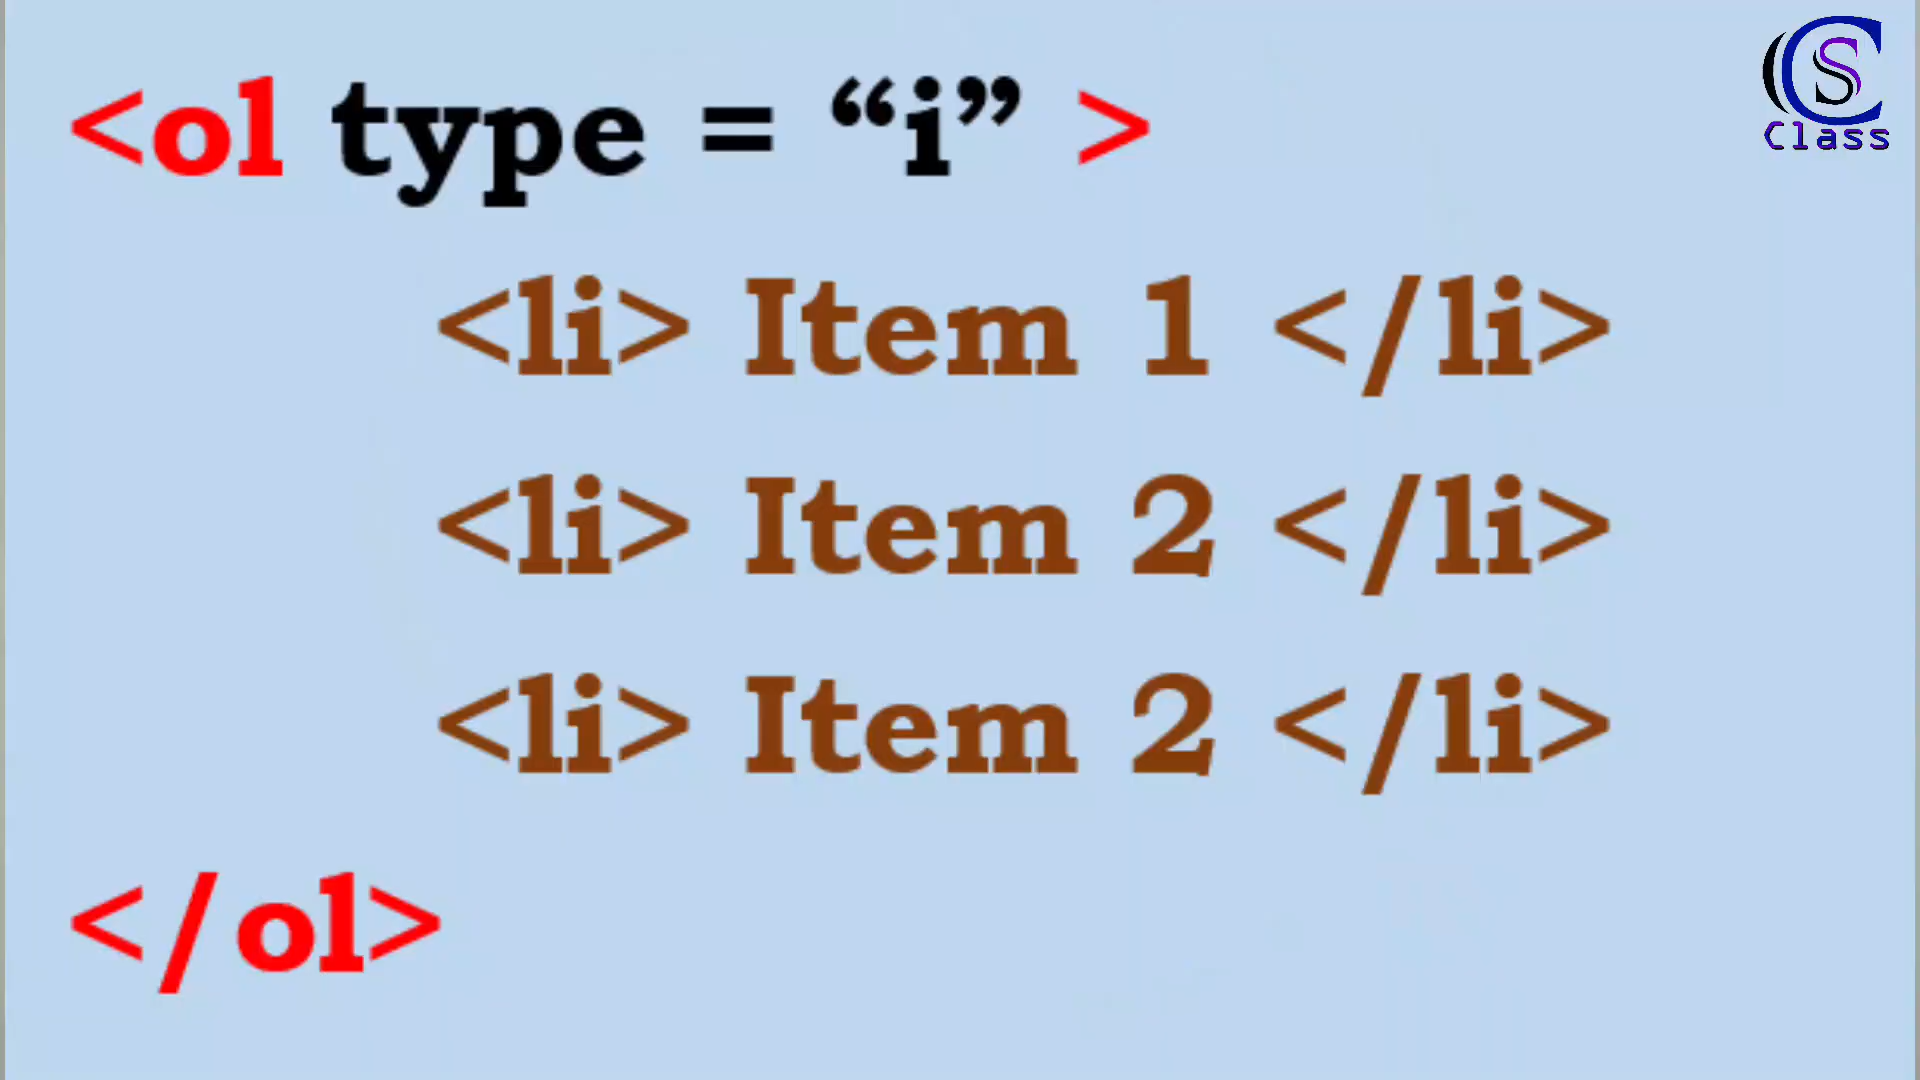 <ol type = “i” >
<li> Item 1 </li>
<li> Item 2 </li>
<li> Item 2 </li>
</ol>
CS
Class